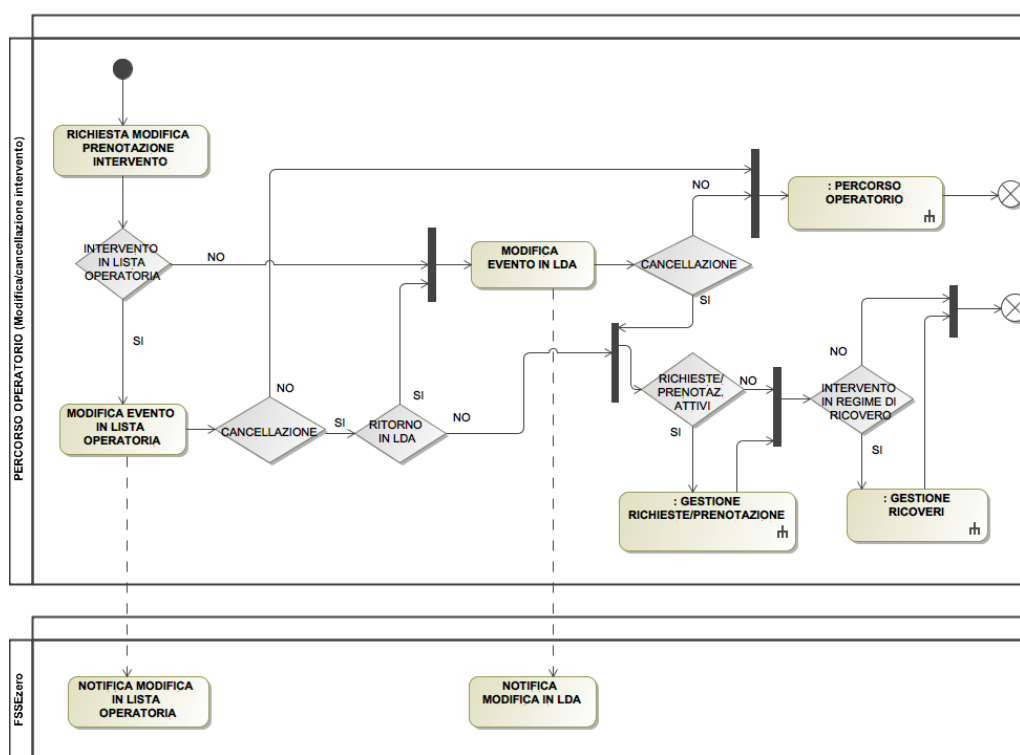 PERCORSO OPERATORIO (Modifica/cancellazione intervento)
RICHIESTA MODIFICA
PRENOTAZIONE
INTERVENTO
INTERVENTO
IN LISTA
OPERATORIA
NO
SI
MODIFICA EVENTO
IN LISTA
OPERATORIA
CANCELLAZIONE
NO
SI
RITORNO
IN LDA
SI
NO
MODIFICA
EVENTO IN LDA
CANCELLAZIONE
NO
SI
: PERCORSO
OPERATORIO
RICHIESTE/
PRENOTAZ.
ATTIVI
NO
SI
: GESTIONE
RICHIESTE/PRENOTAZIONE
INTERVENTO
IN REGIME DI
RICOVERO
NO
SI
: GESTIONE
RICOVERI
FSSEzero
NOTIFICA MODIFICA
IN LISTA
OPERATORIA
NOTIFICA
MODIFICA IN LDA